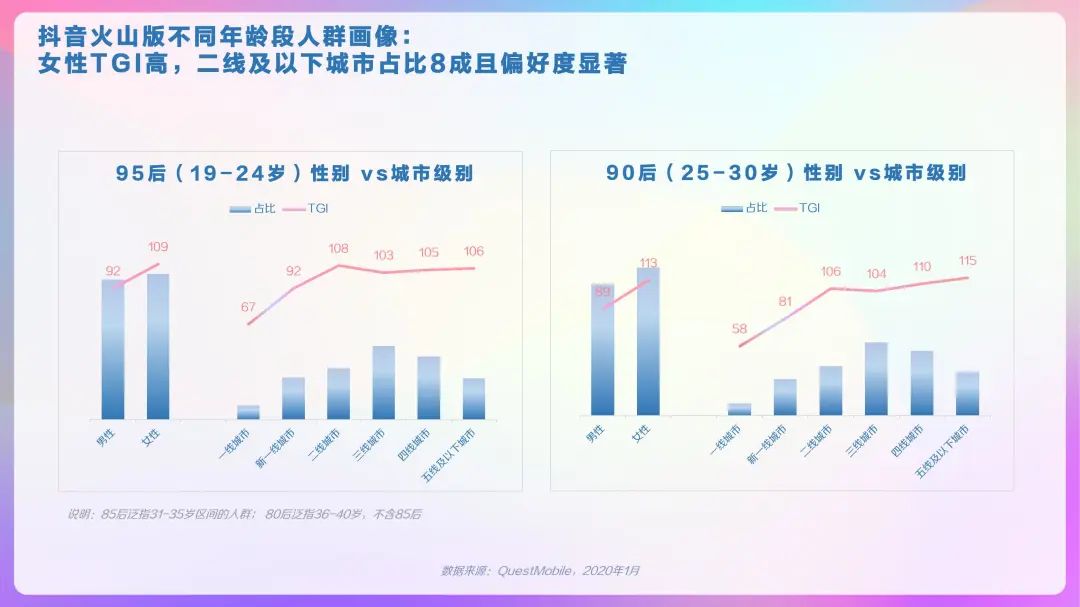 抖音火山版不同年龄段人群画像：
女性TGI高，二线及以下城市占比8成且偏好度显著
95后（19-24岁）性别 vs城市级别
占比 TGI
92
109
67
92
108
103
105
106
男性
女性
一线城市
新一线城市
二线城市
三线城市
四线城市
五线及以下城市
90后（25-30岁）性别 vs城市级别
占比 TGI
89
113
58
81
106
104
110
115
男性
女性
一线城市
新一线城市
二线城市
三线城市
四线城市
五线及以下城市
说明：85后泛指31-35岁区间的人群；80后泛指36-40岁，不含85后
数据来源：QuestMobile，2020年1月